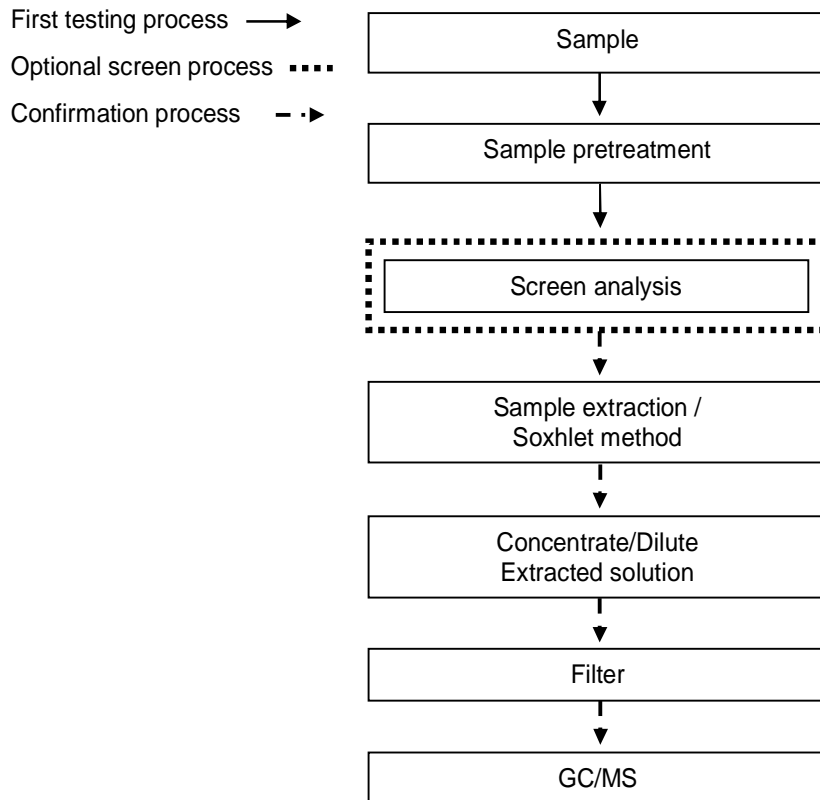 First testing process
Optional screen process
Confirmation process
Sample
Sample pretreatment
Screen analysis
Sample extraction /
Soxhlet method
Concentrate/Dilute
Extracted solution
Filter
GC/MS